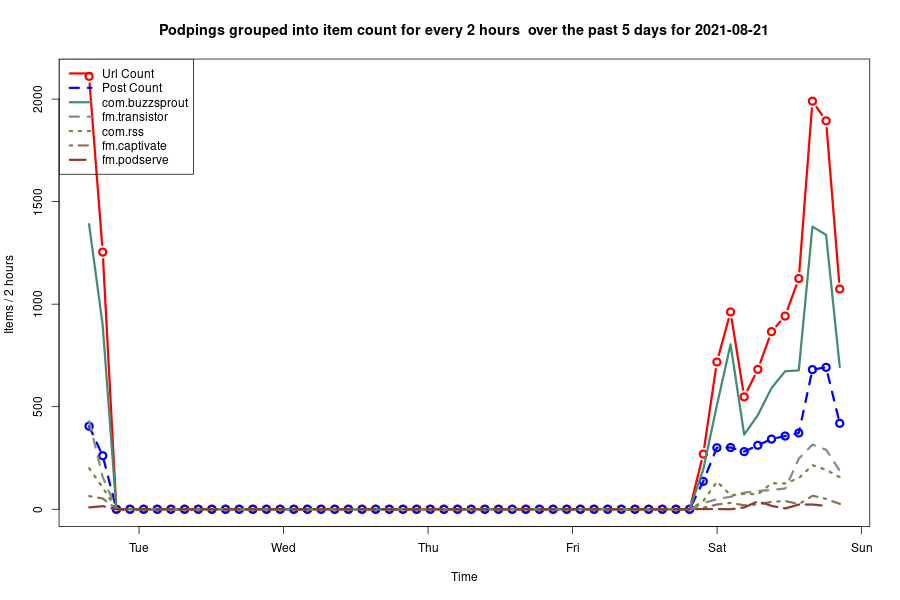 Podpings grouped into item count for every 2 hours  over the past 5 days for 2021-08-21
Url Count
Post Count
com.buzzsprout
fm.transistor
com.rss
fm.captivate
fm.podserve
2000
1500
1000
500
0
Items / 2 hours
Tue Wed Thu Fri Sat Sun
Time